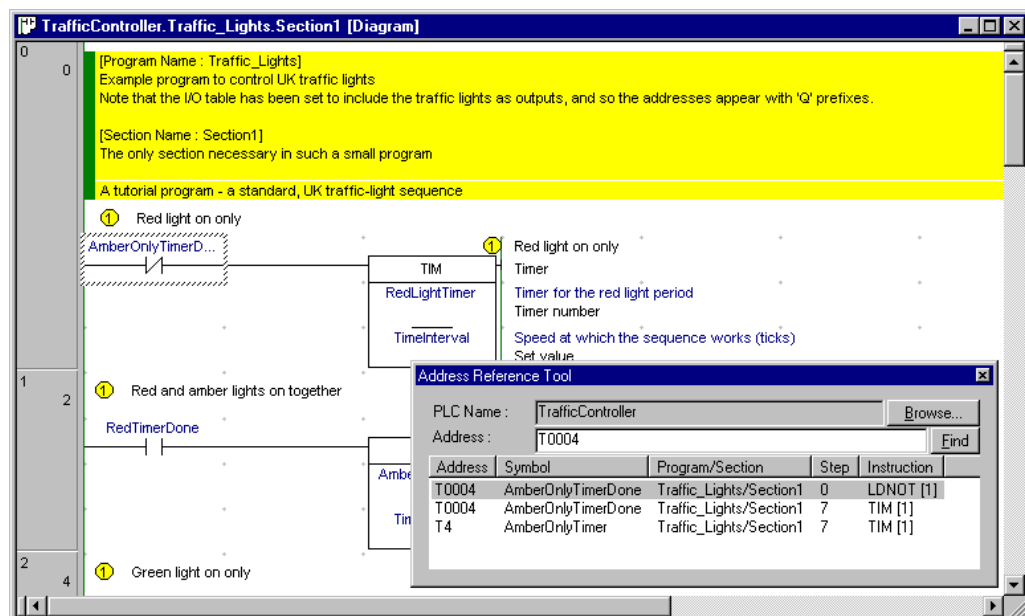 TrafficController.Traffic_Lights.Section1 [Diagram]
0
0
[Program Name : Traffic_Lights]
Example program to control UK traffic lights
Note that the I/O table has been set to include the traffic lights as outputs, and so the addresses appear with 'Q' prefixes.
[Section Name : Section1]
The only section necessary in such a small program
A tutorial program - a standard, UK traffic-light sequence
1 Red light on only
AmberOnlyTimerD...
1 Red light on only
TIM Timer
RedLightTimer Timer for the red light period
Timer number
TimeInterval Speed at which the sequence works (ticks)
Set value
1
2
1 Red and amber lights on together
RedTimerDone
Ambe
Tim
2
4
1 Green light on only
Address Reference Tool
PLC Name : TrafficController Browse...
Address : T0004 Find
Address Symbol Program/Section Step Instruction
T0004 AmberOnlyTimerDone Traffic_Lights/Section1 0 LDNOT [1]
T0004 AmberOnlyTimerDone Traffic_Lights/Section1 7 TIM [1]
T4 AmberOnlyTimer Traffic_Lights/Section1 7 TIM [1]